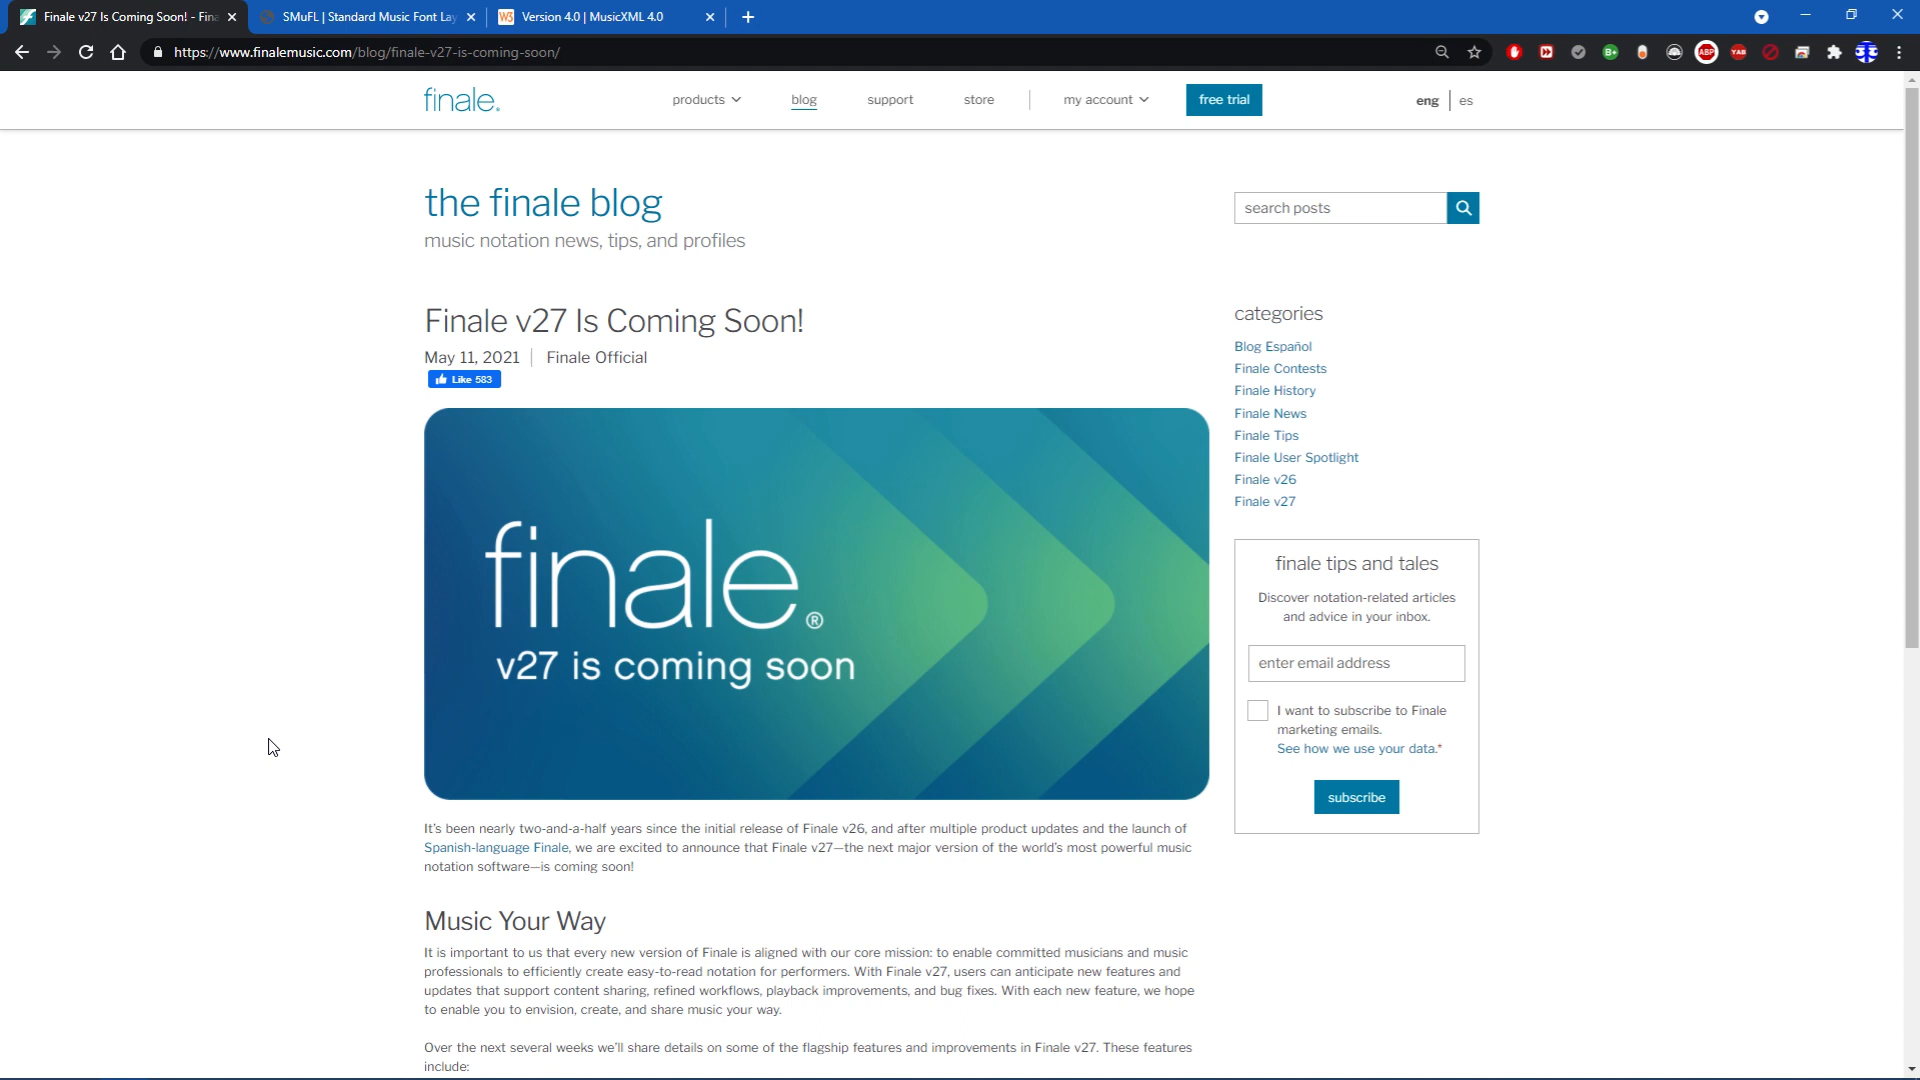 Finale v27 Is Coming Soon! - Fina
SMuFL | Standard Music Font Lay
Version 4.0 | MusicXML 4.0
https://www.finalemusic.com/blog/finale-v27-is-coming-soon/
finale.
products
blog
support
store
my account
free trial
eng
es
the finale blog
music notation news, tips, and profiles
search posts
Finale v27 Is Coming Soon!
May 11, 2021
Finale Official
Like 583
finale.®
v27 is coming soon
It's been nearly two-and-a-half years since the initial release of Finale v26, and after multiple product updates and the launch of
Spanish-language Finale, we are excited to announce that Finale v27—the next major version of the world's most powerful music
notation software—is coming soon!
Music Your Way
It is important to us that every new version of Finale is aligned with our core mission: to enable committed musicians and music
professionals to efficiently create easy-to-read notation for performers. With Finale v27, users can anticipate new features and
updates that support content sharing, refined workflows, playback improvements, and bug fixes. With each new feature, we hope
to enable you to envision, create, and share music your way.
Over the next several weeks we'll share details on some of the flagship features and improvements in Finale v27. These features
include:
categories
Blog Español
Finale Contests
Finale History
Finale News
Finale Tips
Finale User Spotlight
Finale v26
Finale v27
finale tips and tales
Discover notation-related articles
and advice in your inbox.
enter email address
I want to subscribe to Finale
marketing emails.
See how we use your data.*
subscribe